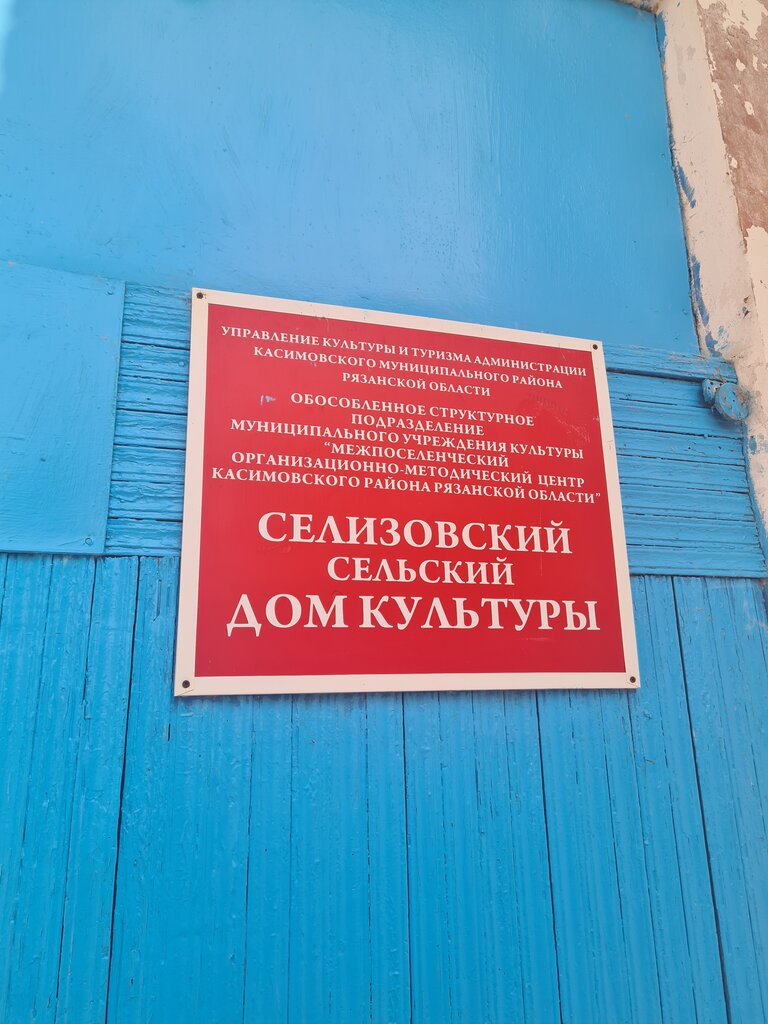 УПРАВЛЕНИЕ КУЛЬТУРЫ И ТУРИЗМА АДМИНИСТРАЦИИ
КАСИМОВСКОГО МУНИЦИПАЛЬНОГО РАЙОНА
РЯЗАНСКОЙ ОБЛАСТИ
ОБОСОБЛЕННОЕ СТРУКТУРНОЕ
ПОДРАЗДЕЛЕНИЕ
МУНИЦИПАЛЬНОГО УЧРЕЖДЕНИЯ КУЛЬТУРЫ
“МЕЖПОСЕЛЕНЧЕСКИЙ
ОРГАНИЗАЦИОННО-МЕТОДИЧЕСКИЙ ЦЕНТР
КАСИМОВСКОГО РАЙОНА РЯЗАНСКОЙ ОБЛАСТИ”
СЕЛИЗОВСКИЙ
СЕЛЬСКИЙ
ДОМ КУЛЬТУРЫ